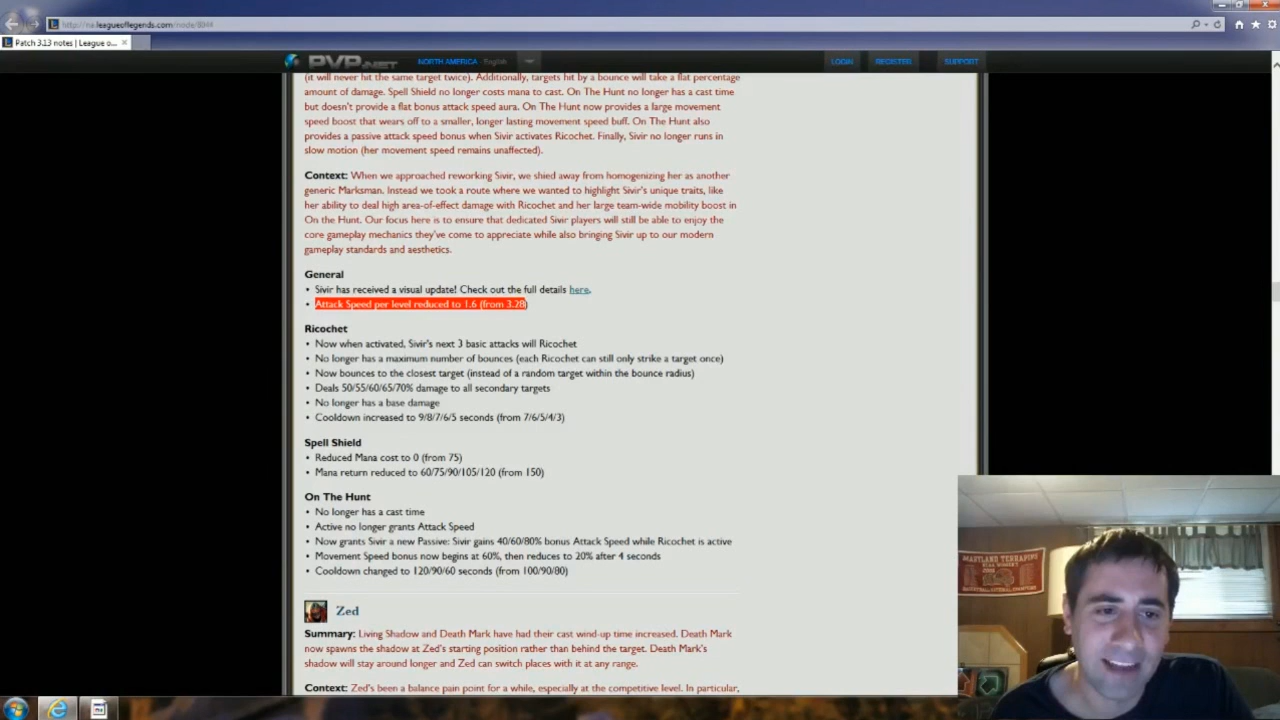 http://na.leagueoflegends.com/node/8044
Patch 3.13 notes | League o...
PVP.NET NORTH AMERICA - English LOGIN REGISTER SUPPORT
(it will never hit the same target twice). Additionally, targets hit by a bounce will take a flat percentage
amount of damage. Spell Shield no longer costs mana to cast. On The Hunt no longer has a cast time
but doesn't provide a flat bonus attack speed aura. On The Hunt now provides a large movement
speed boost that wears off to a smaller, longer lasting movement speed buff. On The Hunt also
provides a passive attack speed bonus when Sivir activates Ricochet. Finally, Sivir no longer runs in
slow motion (her movement speed remains unaffected).
Context: When we approached reworking Sivir, we shied away from homogenizing her as another
generic Marksman. Instead we took a route where we wanted to highlight Sivir's unique traits, like
her ability to deal high area-of-effect damage with Ricochet and her large team-wide mobility boost in
On the Hunt. Our focus here is to ensure that dedicated Sivir players will still be able to enjoy the
core gameplay mechanics they've come to appreciate while also bringing Sivir up to our modern
gameplay standards and aesthetics.
General
• Sivir has received a visual update! Check out the full details here.
• Attack Speed per level reduced to 1.6 (from 3.28)
Ricochet
• Now when activated, Sivir's next 3 basic attacks will Ricochet
• No longer has a maximum number of bounces (each Ricochet can still only strike a target once)
• Now bounces to the closest target (instead of a random target within the bounce radius)
• Deals 50/55/60/65/70% damage to all secondary targets
• No longer has a base damage
• Cooldown increased to 9/8/7/6/5 seconds (from 7/6/5/4/3)
Spell Shield
• Reduced Mana cost to 0 (from 75)
• Mana return reduced to 60/75/90/105/120 (from 150)
On The Hunt
• No longer has a cast time
• Active no longer grants Attack Speed
• Now grants Sivir a new Passive: Sivir gains 40/60/80% bonus Attack Speed while Ricochet is active
• Movement Speed bonus now begins at 60%, then reduces to 20% after 4 seconds
• Cooldown changed to 120/90/60 seconds (from 100/90/80)
Zed
Summary: Living Shadow and Death Mark have had their cast wind-up time increased. Death Mark
now spawns the shadow at Zed's starting position rather than behind the target. Death Mark's
shadow will stay around longer and Zed can switch places with it at any range.
Context: Zed's been a balance pain point for a while, especially at the competitive level. In particular,
MARYLAND TERRAPINS